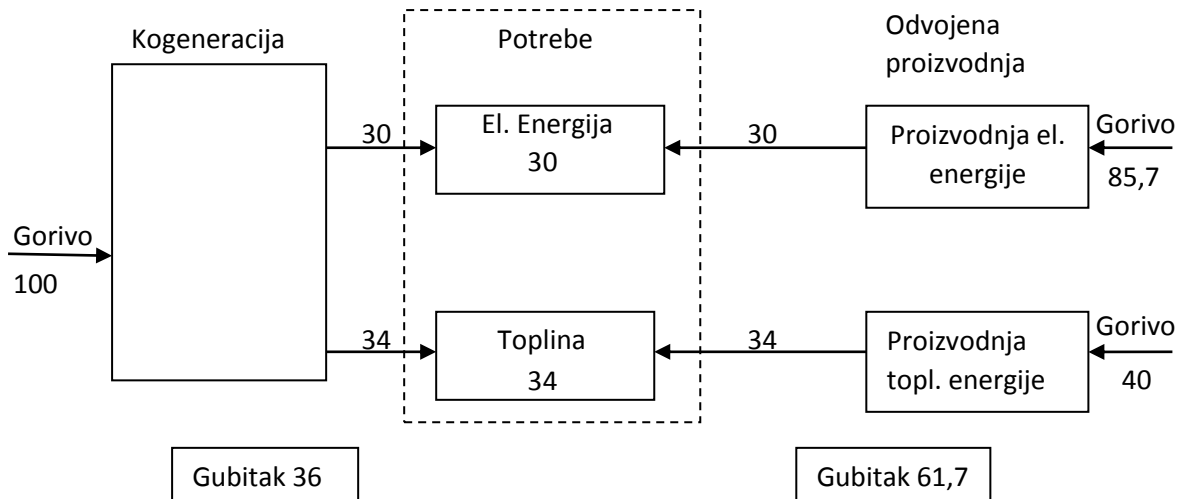 Kogeneracija
Potrebe
Odvojena
proizvodnja
Gorivo
100
30
34
El. Energija
30
Toplina
34
30
34
Proizvodnja el.
energije
Proizvodnja
topl. energije
Gorivo
85,7
Gorivo
40
Gubitak 36
Gubitak 61,7